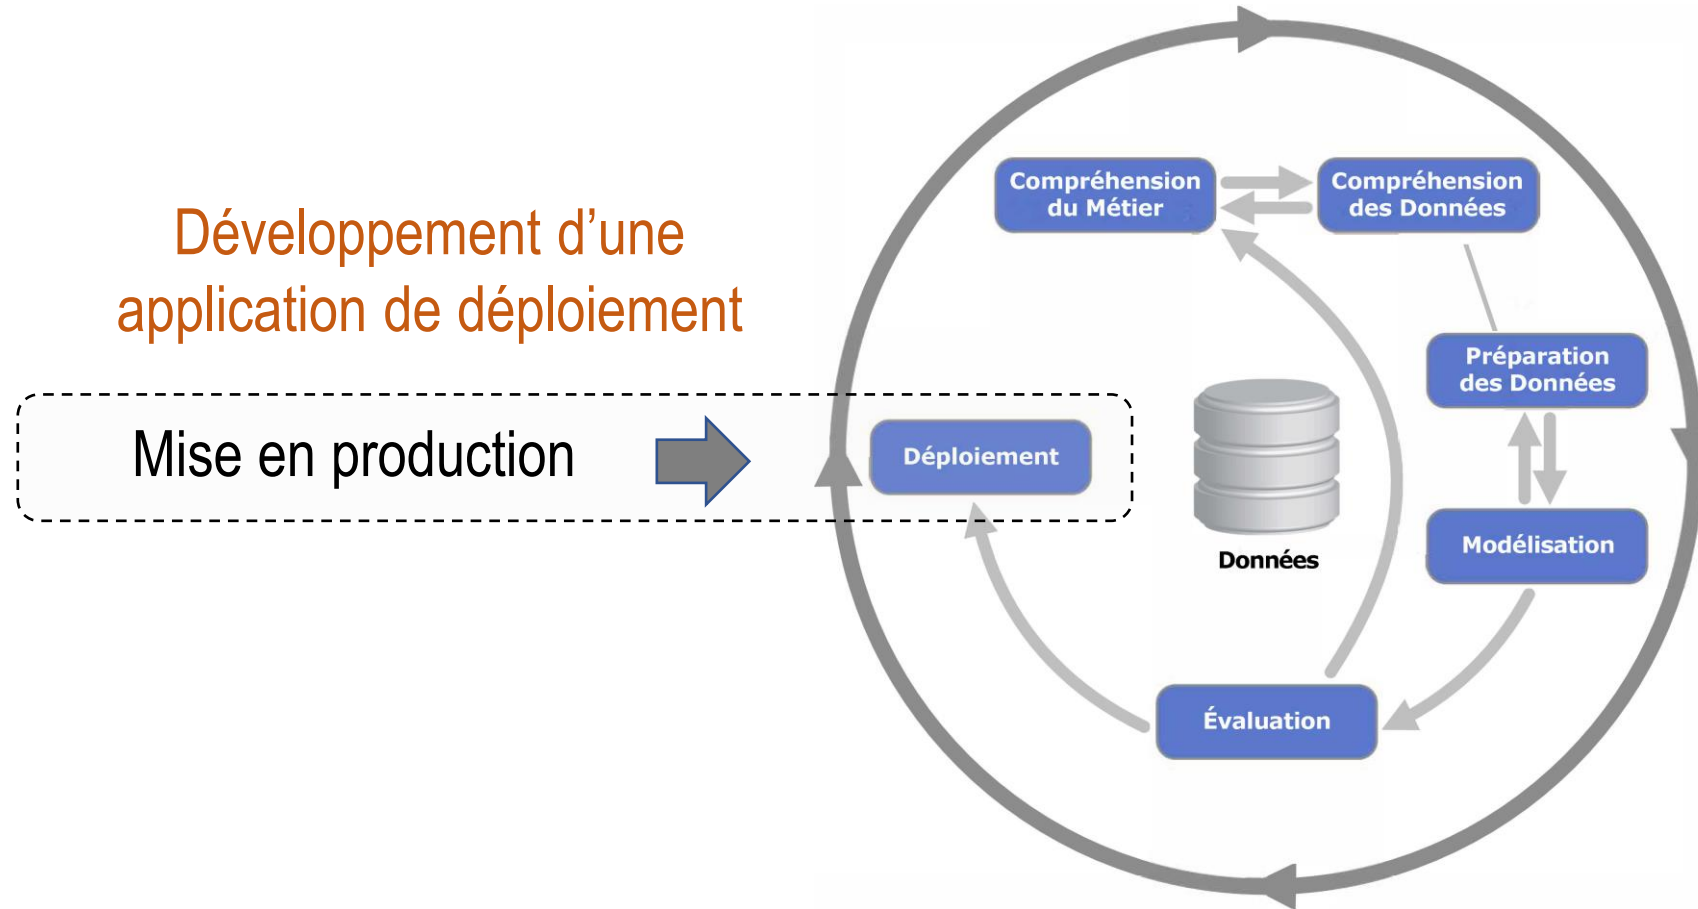 Développement d’une
application de déploiement
Mise en production
Compréhension
du Métier
Compréhension
des Données
Préparation
des Données
Modélisation
Évaluation
Déploiement
Données